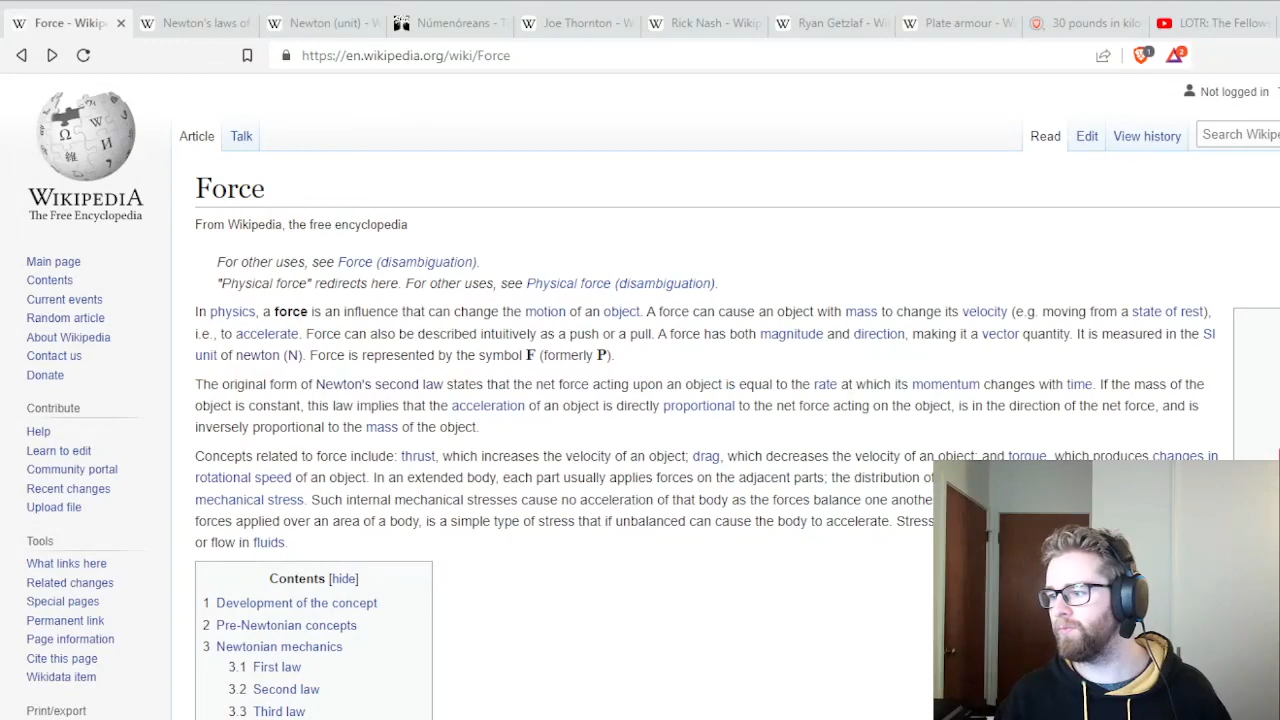 Force - Wikip
Newton's laws of
Newton (unit) - W
Númenóreans - T
Joe Thornton - W
Rick Nash - Wikip
Ryan Getzlaf - Wi
Plate armour - Wi
30 pounds in kilo
LOTR: The Fellows
https://en.wikipedia.org/wiki/Force
1
2
Not logged in
Article
Talk
Read
Edit
View history
Search Wikipe
WIKIPEDIA
The Free Encyclopedia
Main page
Contents
Current events
Random article
About Wikipedia
Contact us
Donate
Contribute
Help
Learn to edit
Community portal
Recent changes
Upload file
Tools
What links here
Related changes
Special pages
Permanent link
Page information
Cite this page
Wikidata item
Print/export
Force
From Wikipedia, the free encyclopedia
For other uses, see Force (disambiguation).
"Physical force" redirects here. For other uses, see Physical force (disambiguation).
In physics, a force is an influence that can change the motion of an object. A force can cause an object with mass to change its velocity (e.g. moving from a state of rest),
i.e., to accelerate. Force can also be described intuitively as a push or a pull. A force has both magnitude and direction, making it a vector quantity. It is measured in the SI
unit of newton (N). Force is represented by the symbol F (formerly P).
The original form of Newton's second law states that the net force acting upon an object is equal to the rate at which its momentum changes with time. If the mass of the
object is constant, this law implies that the acceleration of an object is directly proportional to the net force acting on the object, is in the direction of the net force, and is
inversely proportional to the mass of the object.
Concepts related to force include: thrust, which increases the velocity of an object; drag, which decreases the velocity of an object; and torque, which produces changes in
rotational speed of an object. In an extended body, each part usually applies forces on the adjacent parts; the distribution of
mechanical stress. Such internal mechanical stresses cause no acceleration of that body as the forces balance one anothe
forces applied over an area of a body, is a simple type of stress that if unbalanced can cause the body to accelerate. Stress
or flow in fluids.
Contents [hide]
1 Development of the concept
2 Pre-Newtonian concepts
3 Newtonian mechanics
3.1 First law
3.2 Second law
3.3 Third law